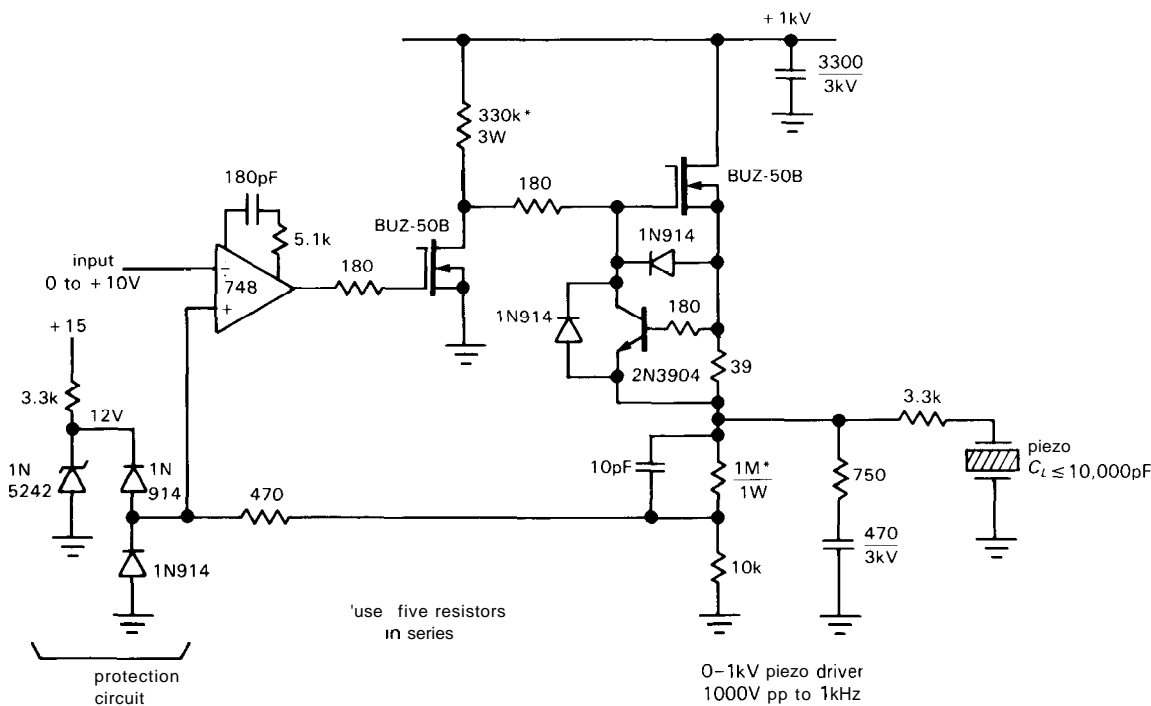 + 1kV
3300
3kV
330k*
3W
180pF
5.1k
BUZ-50B
180
BUZ-50B
input
0 to +10V
−
748
+
180
1N914
1N914
180
2N3904
39
+15
3.3k
12V
1N
5242
1N
914
1N914
470
10pF
1M*
1W
10k
750
470
3kV
3.3k
piezo
CL ≤ 10,000pF
'use five resistors
in series
protection
circuit
0–1kV piezo driver
1000V pp to 1kHz